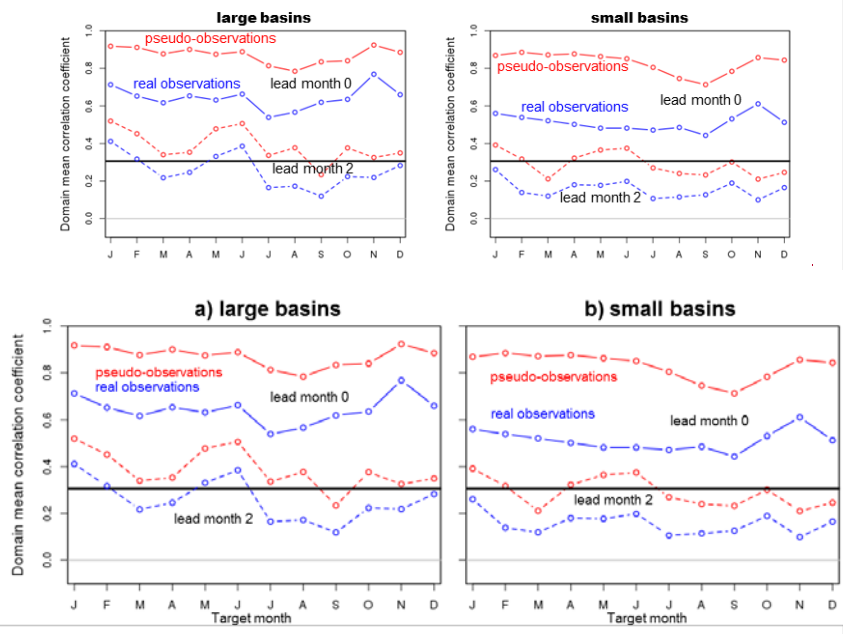 large basins
Domain mean correlation coefficient
1.0
0.8
0.6
0.4
0.2
0.0
pseudo-observations
real observations
lead month 0
lead month 2
J F M A M J J A S O N D
small basins
Domain mean correlation coefficient
1.0
0.8
0.6
0.4
0.2
0.0
pseudo-observations
real observations
lead month 0
lead month 2
J F M A M J J A S O N D
a) large basins
Domain mean correlation coefficient
1.0
0.8
0.6
0.4
0.2
0.0
pseudo-observations
real observations
lead month 0
lead month 2
J F M A M J J A S O N D
Target month
b) small basins
pseudo-observations
real observations
lead month 0
lead month 2
J F M A M J J A S O N D
Target month